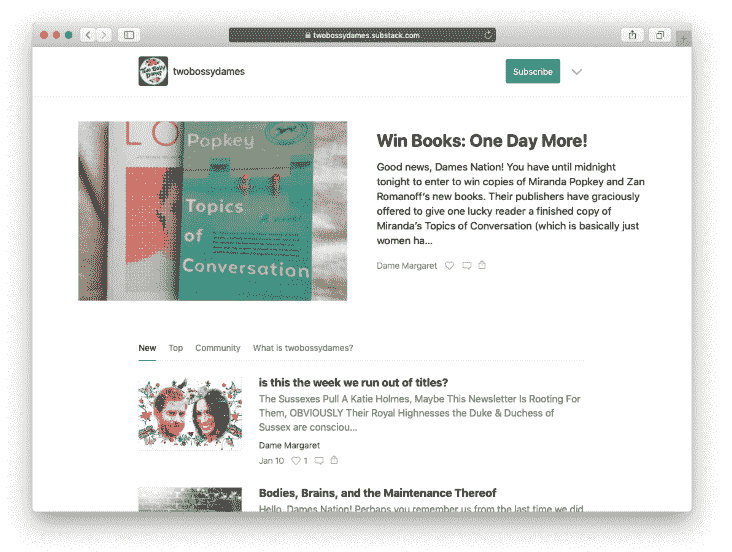 twobossydames.substack.com
twobossydames
Subscribe
LO
Popkey
Topics
of
Conversation
Win Books: One Day More!
Good news, Dames Nation! You have until midnight
tonight to enter to win copies of Miranda Popkey and Zan
Romanoff's new books. Their publishers have graciously
offered to give one lucky reader a finished copy of
Miranda's Topics of Conversation (which is basically just
women ha...
Dame Margaret
New Top Community What is twobossydames?
is this the week we run out of titles?
The Sussexes Pull A Katie Holmes, Maybe This Newsletter Is Rooting For
Them, OBVIOUSLY Their Royal Highnesses the Duke & Duchess of
Sussex are consciou...
Dame Margaret
Jan 10 1
Bodies, Brains, and the Maintenance Thereof
Hello, Dames Nation! Perhaps you remember us from the last time we did